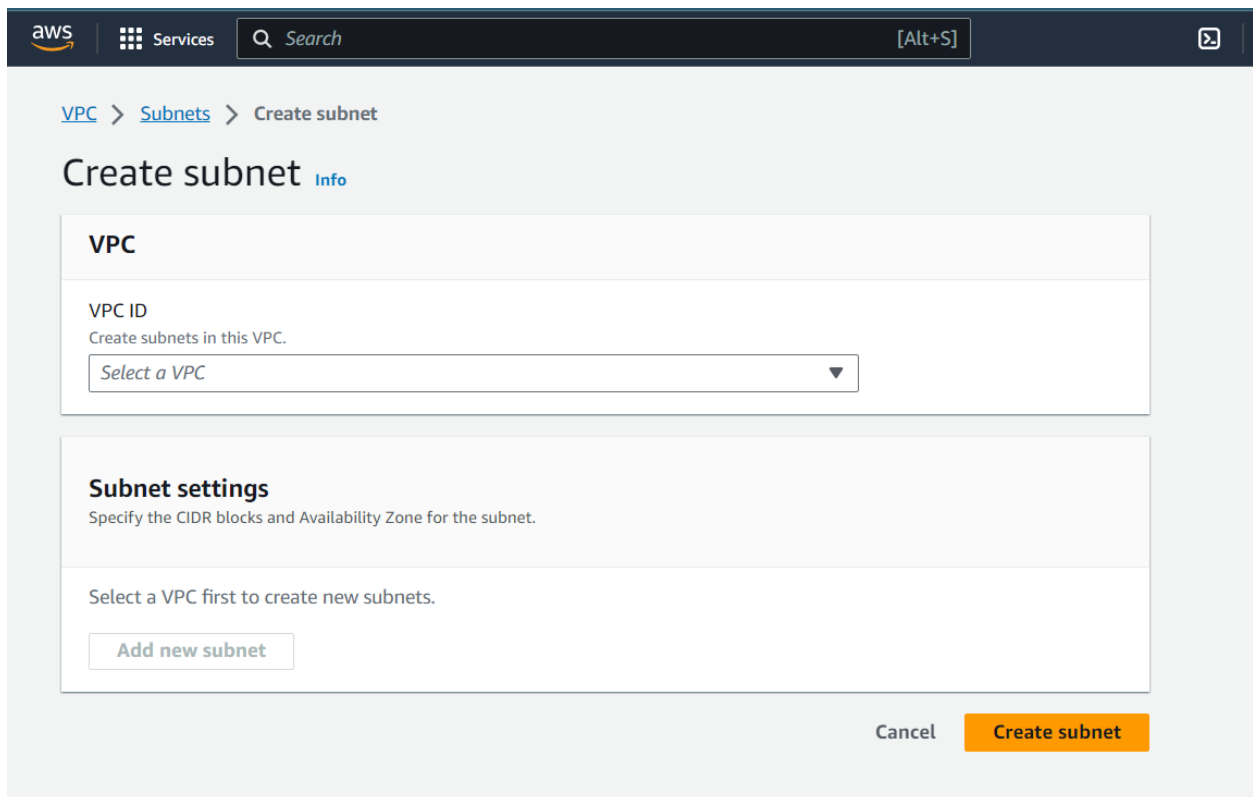 aws Services Search [Alt+S]
VPC Subnets Create subnet
Create subnet Info
VPC
VPC ID
Create subnets in this VPC.
Select a VPC
Subnet settings
Specify the CIDR blocks and Availability Zone for the subnet.
Select a VPC first to create new subnets.
Add new subnet
Cancel Create subnet